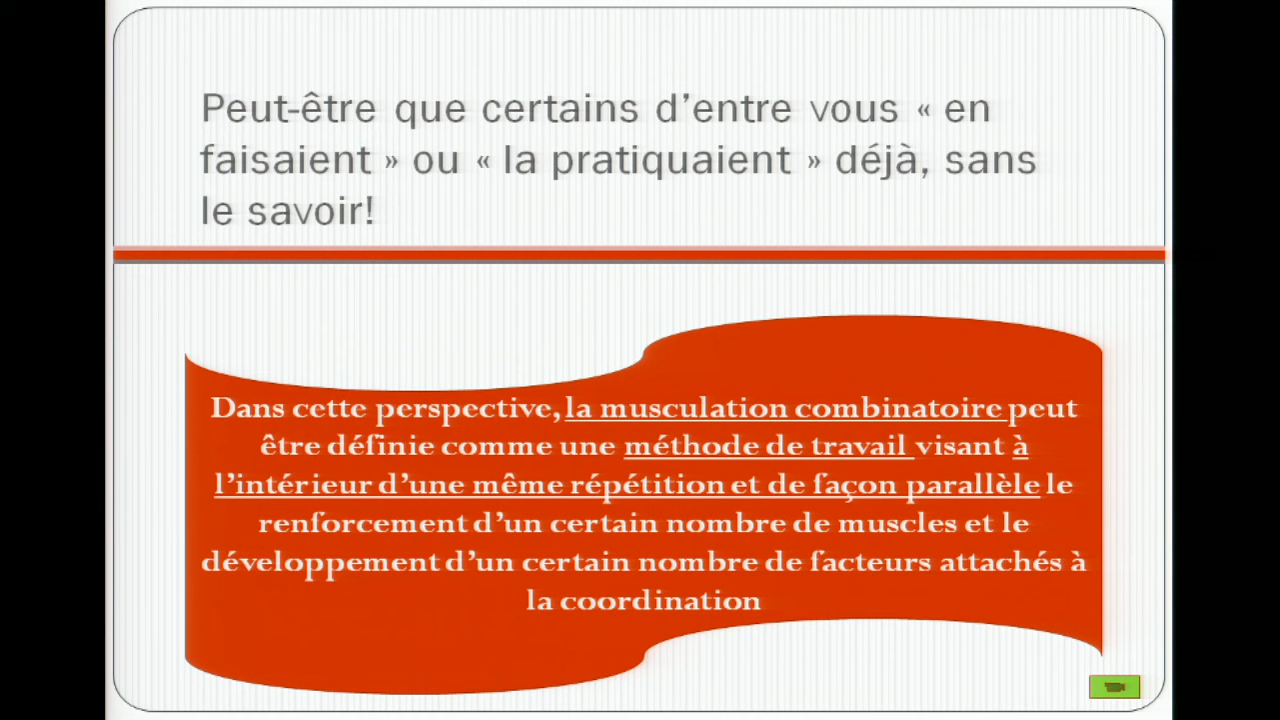 Peut-être que certains d’entre vous « en
faisaient » ou « la pratiquaient » déjà, sans
le savoir!
Dans cette perspective, la musculation combinatoire peut
être définie comme une méthode de travail visant à
l’intérieur d’une même répétition et de façon parallèle le
renforcement d’un certain nombre de muscles et le
développement d’un certain nombre de facteurs attachés à
la coordination